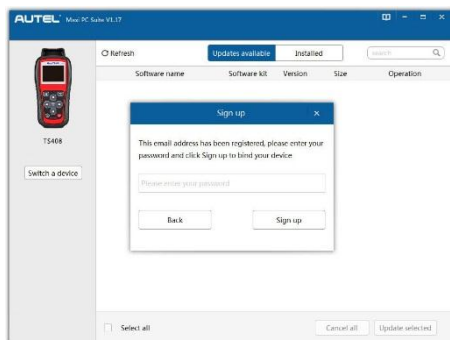 AUTEL Maxi PC Suite V1.17
Refresh
Updates available
Installed
search
Software name Software kit Version Size Operation
TS408
Switch a device
Sign up
This email address has been registered, please enter your
password and click Sign up to bind your device
Please enter your password
Back
Sign up
Select all
Cancel all
Update selected